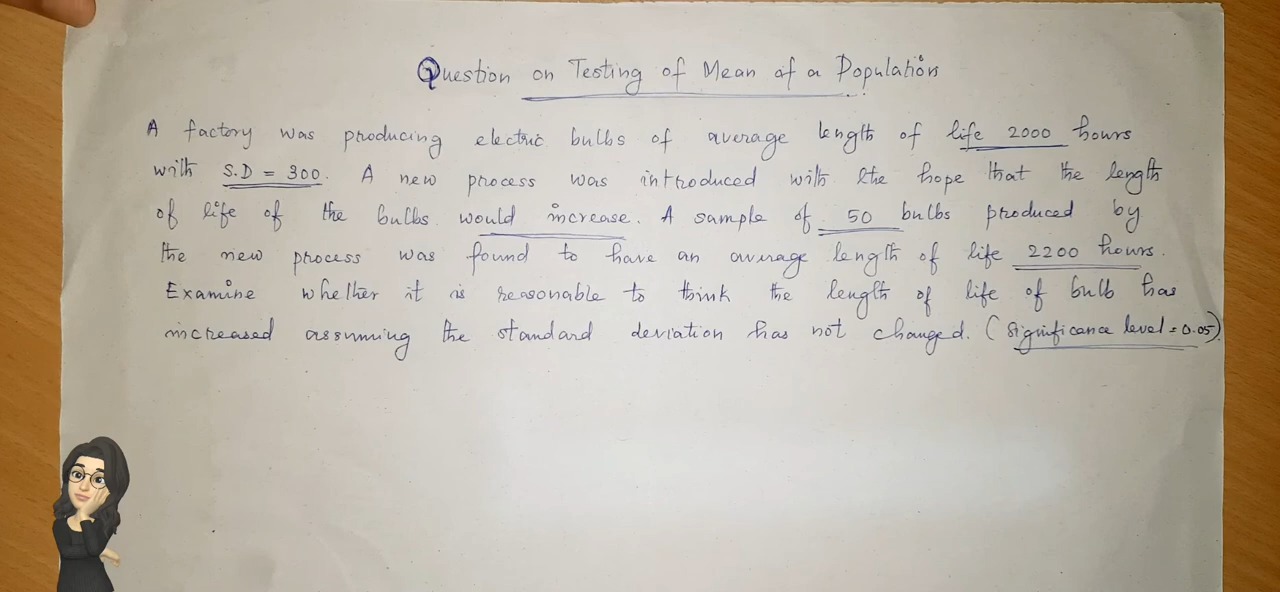 Question on Testing of Mean of a Population
A factory was producing electric bulbs of average length of life 2000 hours
with S.D = 300. A new process was introduced with the hope that the length
of life of the bulbs would increase. A sample of 50 bulbs produced by
the new process was found to have an average length of life 2200 hours.
Examine whether it is reasonable to think the length of life of bulb has
increased assuming the standard deviation has not changed. (Significance level = 0.05)